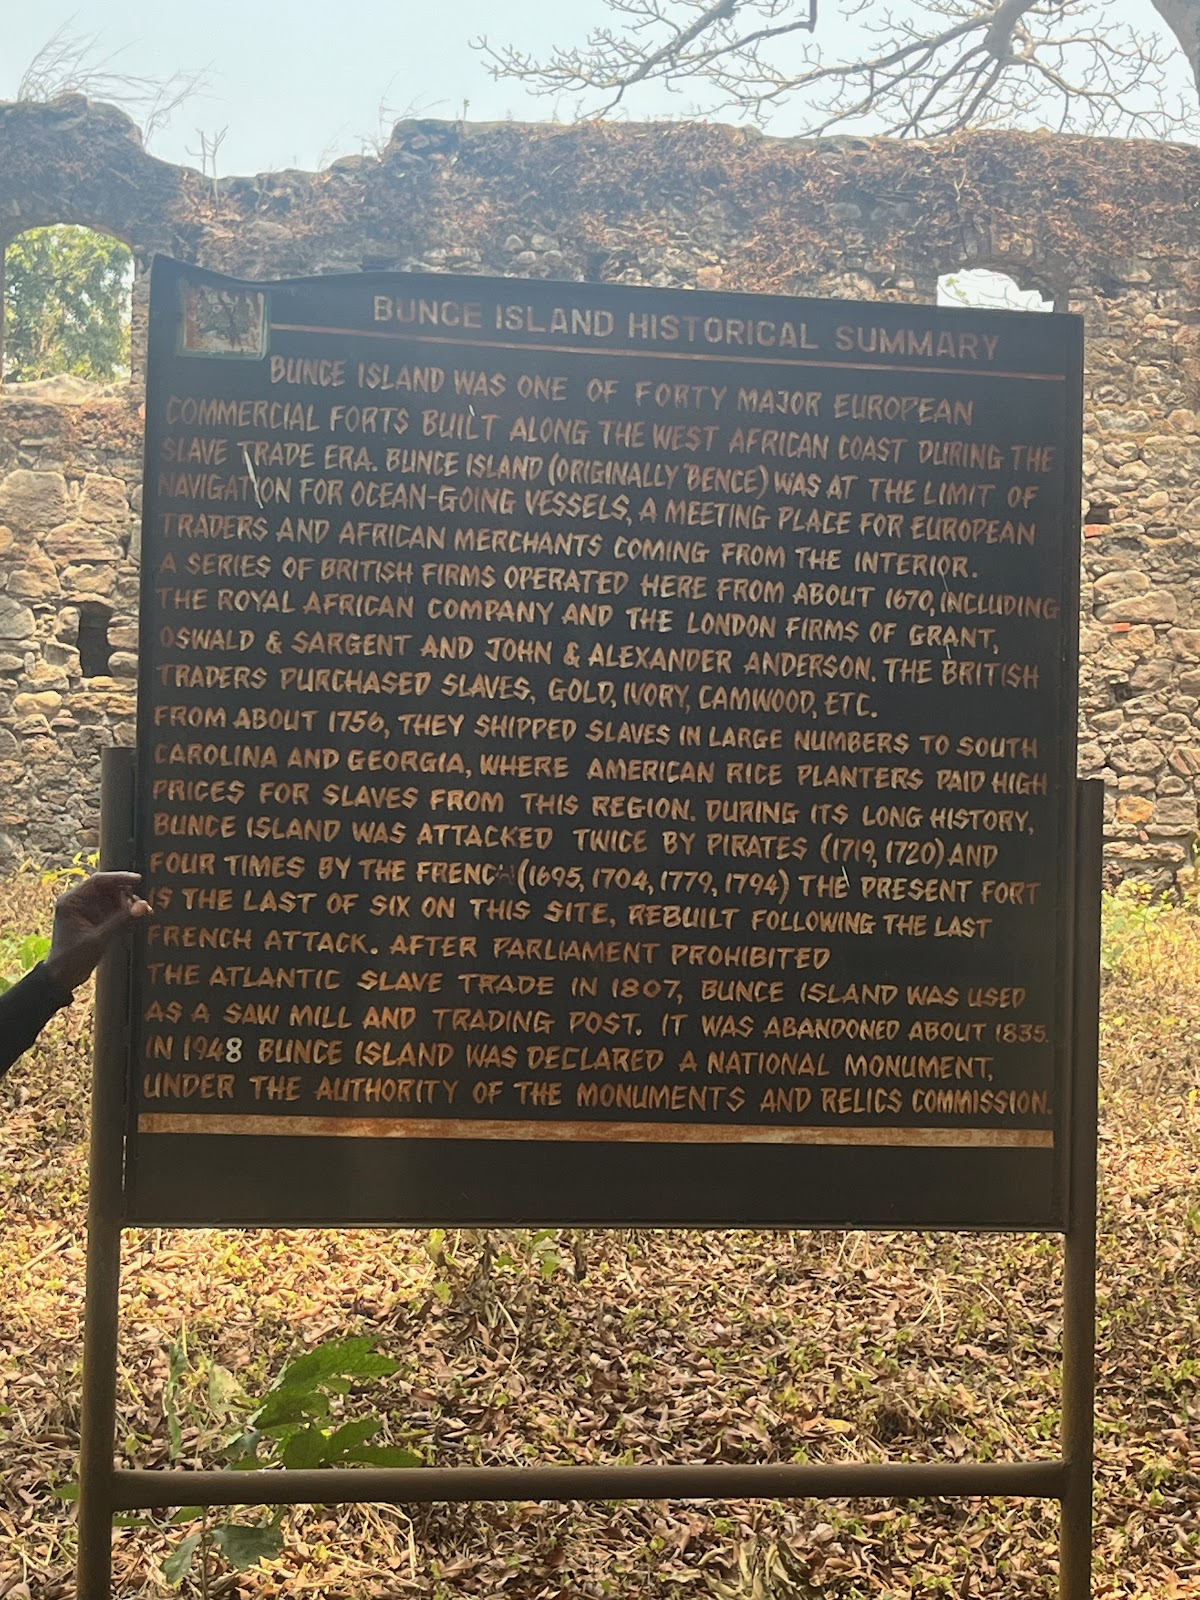 BUNCE ISLAND HISTORICAL SUMMARY
BUNCE ISLAND WAS ONE OF FORTY MAJOR EUROPEAN
COMMERCIAL FORTS BUILT ALONG THE WEST AFRICAN COAST DURING THE
SLAVE TRADE ERA. BUNCE ISLAND (ORIGINALLY "BENCE) WAS AT THE LIMIT OF
NAVIGATION FOR OCEAN-GOING VESSELS, A MEETING PLACE FOR EUROPEAN
TRADERS AND AFRICAN MERCHANTS COMING FROM THE INTERIOR.
A SERIES OF BRITISH FIRMS OPERATED HERE FROM ABOUT 1670, INCLUDING
THE ROYAL AFRICAN COMPANY AND THE LONDON FIRMS OF GRANT,
OSWALD & SARGENT AND JOHN & ALEXANDER ANDERSON. THE BRITISH
TRADERS PURCHASED SLAVES, GOLD, IVORY, CAMWOOD, ETC.
FROM ABOUT 1756, THEY SHIPPED SLAVES IN LARGE NUMBERS TO SOUTH
CAROLINA AND GEORGIA, WHERE AMERICAN RICE PLANTERS PAID HIGH
PRICES FOR SLAVES FROM THIS REGION. DURING ITS LONG HISTORY,
BUNCE ISLAND WAS ATTACKED TWICE BY PIRATES (1719, 1720) AND
FOUR TIMES BY THE FRENCH (1695, 1704, 1779, 1794) THE PRESENT FORT
IS THE LAST OF SIX ON THIS SITE, REBUILT FOLLOWING THE LAST
FRENCH ATTACK. AFTER PARLIAMENT PROHIBITED
THE ATLANTIC SLAVE TRADE IN 1807, BUNCE ISLAND WAS USED
AS A SAW MILL AND TRADING POST. IT WAS ABANDONED ABOUT 1835.
IN 1948 BUNCE ISLAND WAS DECLARED A NATIONAL MONUMENT,
UNDER THE AUTHORITY OF THE MONUMENTS AND RELICS COMMISSION.